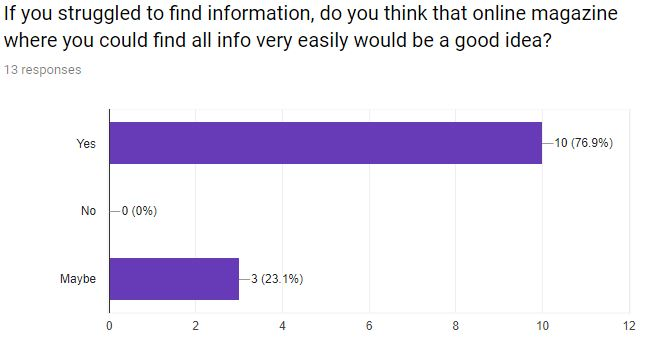 If you struggled to find information, do you think that online magazine
where you could find all info very easily would be a good idea?
13 responses
Yes
10 (76.9%)
No
0 (0%)
Maybe
3 (23.1%)
0 2 4 6 8 10 12